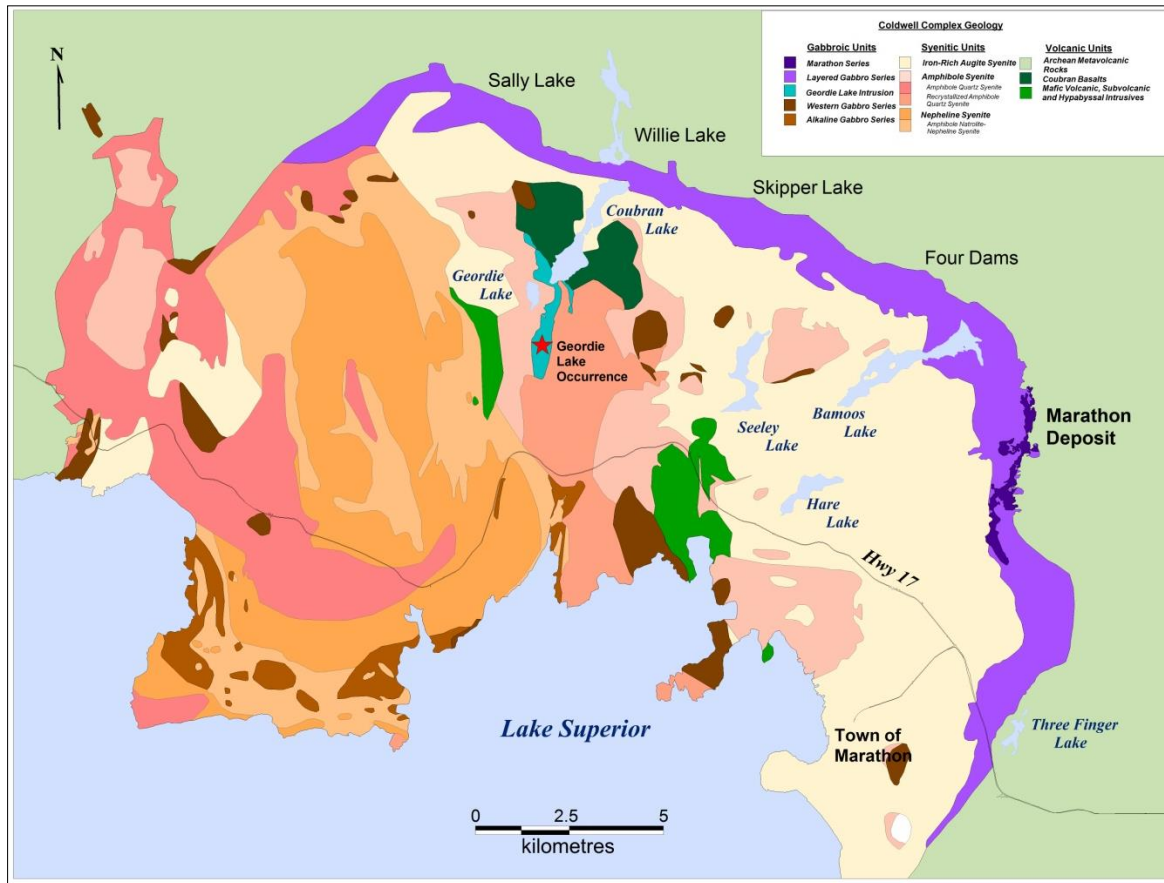 Coldwell Complex Geology
Gabbroic Units
Marathon Series
Layered Gabbro Series
Geordie Lake Intrusion
Western Gabbro Series
Alkaline Gabbro Series
Syenitic Units
Iron-Rich Augite Syenite
Amphibole Syenite
Amphibole Quartz Syenite
Recrystalized Amphibole
Quartz Syenite
Nepheline Syenite
Amphibole Natrolite-
Nepheline Syenite
Volcanic Units
Archean Metavolcanic
Rocks
Coubran Basalts
Mafic Volcanic, Subvolcanic
and Hypabyssal Intrusives
N
Sally Lake
Willie Lake
Skipper Lake
Coubran
Lake
Four Dams
Geordie
Lake
Geordie
Lake
Occurrence
Seeley
Lake
Bamoos
Lake
Marathon
Deposit
Hare
Lake
Hwy 17
Lake Superior
Town of
Marathon
Three Finger
Lake
0 2.5 5
kilometres